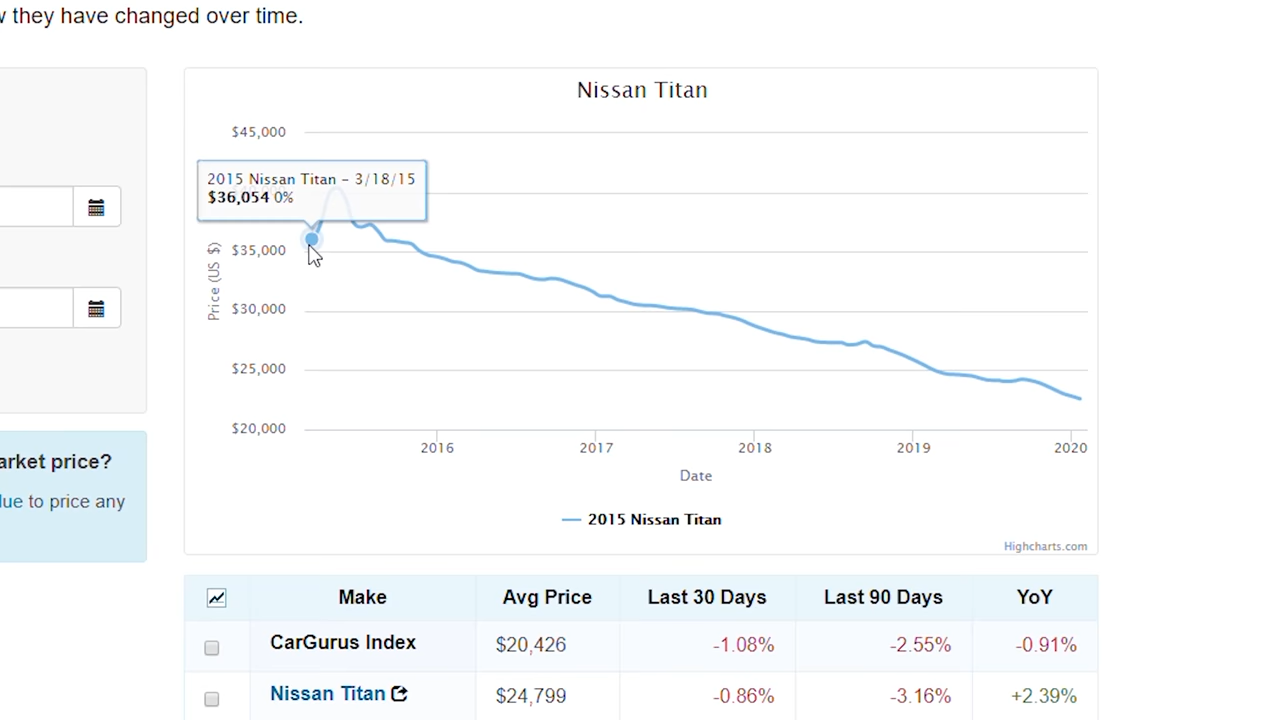 w they have changed over time.
Nissan Titan
$45,000
2015 Nissan Titan – 3/18/15
$36,054 0%
$35,000
$30,000
$25,000
$20,000
Price (US $)
2016 2017 2018 2019 2020
Date
2015 Nissan Titan
Highcharts.com
arket price?
lue to price any
Make Avg Price Last 30 Days Last 90 Days YoY
CarGurus Index $20,426 -1.08% -2.55% -0.91%
Nissan Titan $24,799 -0.86% -3.16% +2.39%